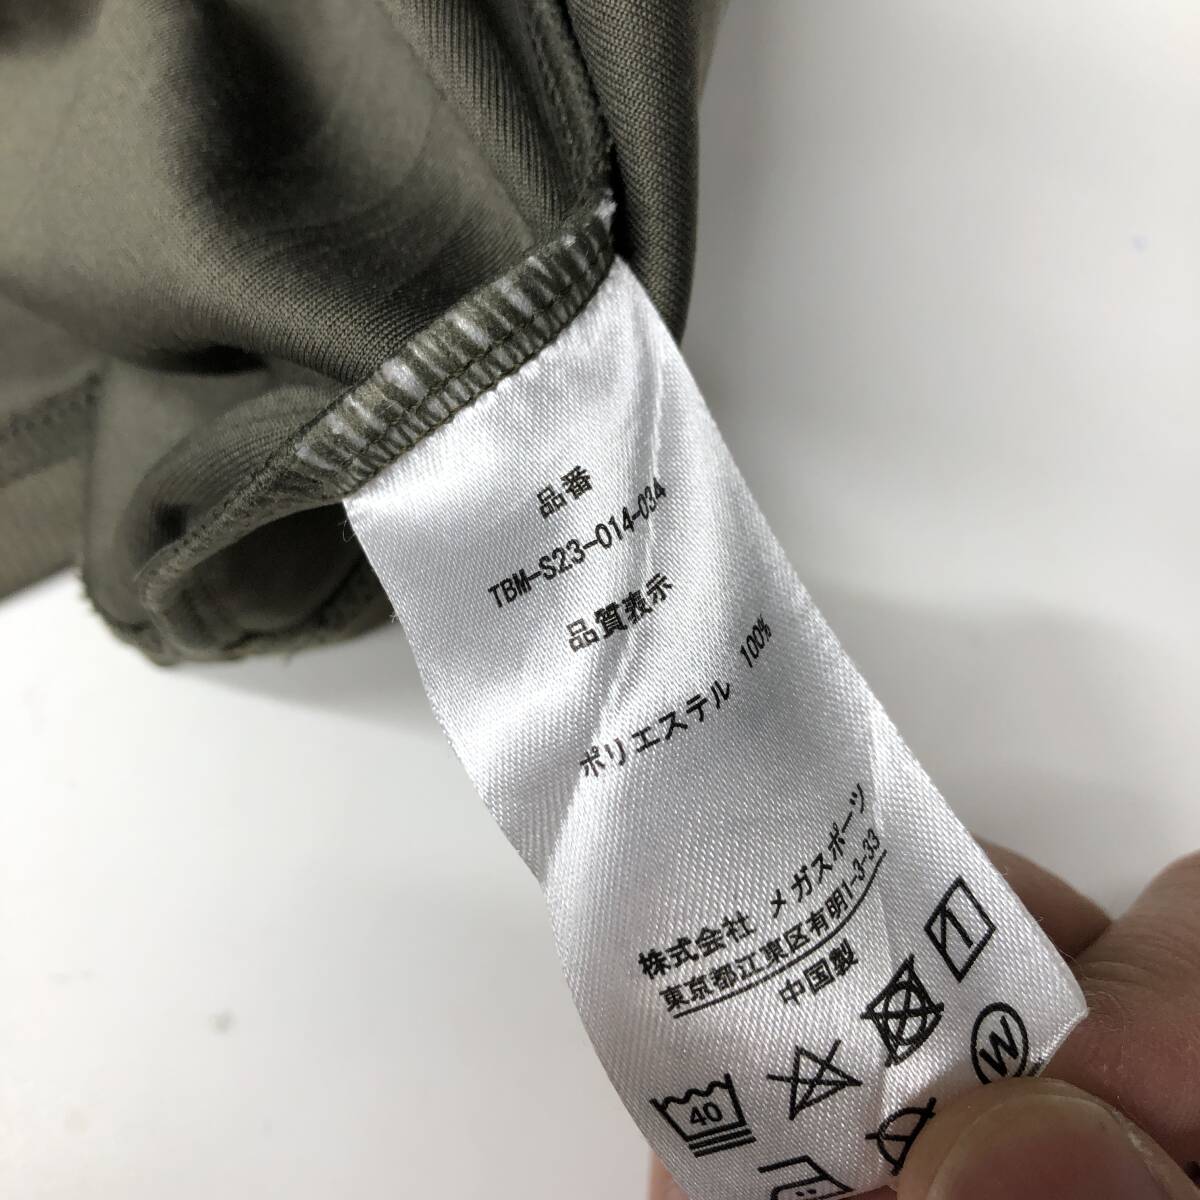 品番
TBM-S23-014-034
品質表示
ポリエステル 100%
株式会社 メガスポーツ
東京都江東区有明1-3-33
中国製
40
W